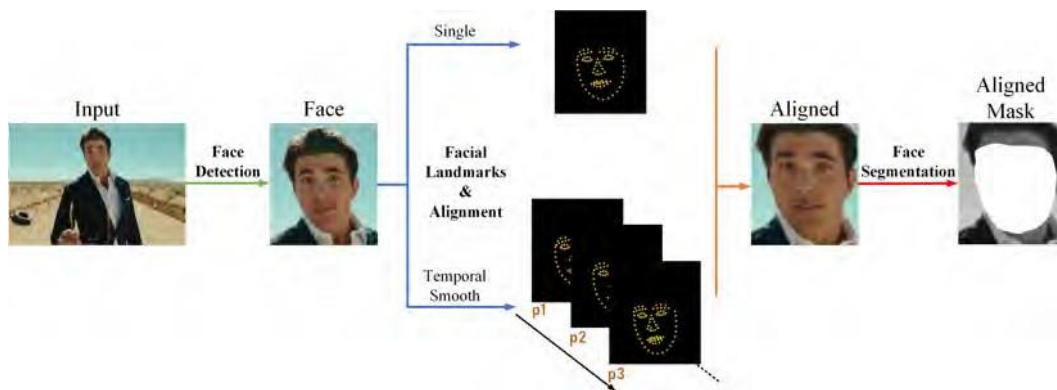 Input
Face
Detection
Face
Single
Facial
Landmarks
&
Alignment
Temporal
Smooth
p1
p2
p3
Aligned
Face
Segmentation
Aligned
Mask